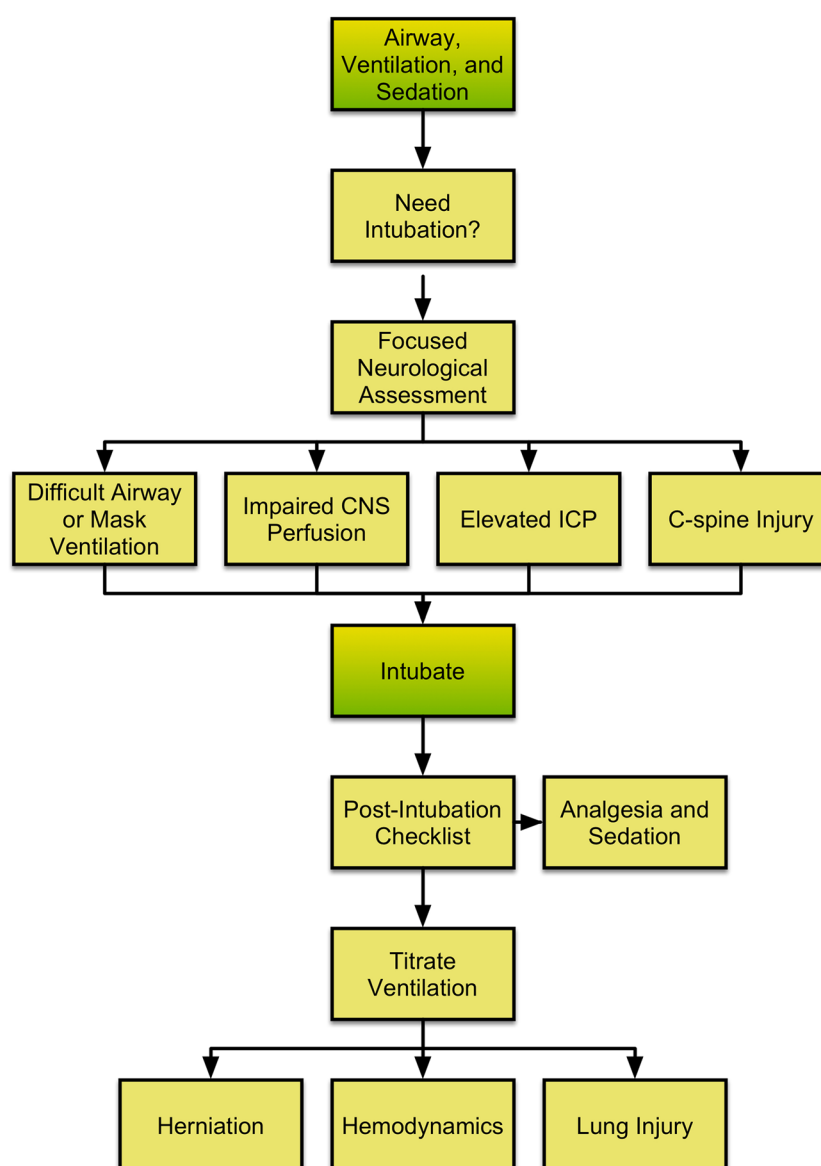 Airway,
Ventilation, and
Sedation
Need
Intubation?
Focused
Neurological
Assessment
Difficult Airway
or Mask
Ventilation
Impaired CNS
Perfusion
Elevated ICP
C-spine Injury
Intubate
Post-Intubation
Checklist
Analgesia and
Sedation
Titrate
Ventilation
Herniation
Hemodynamics
Lung Injury